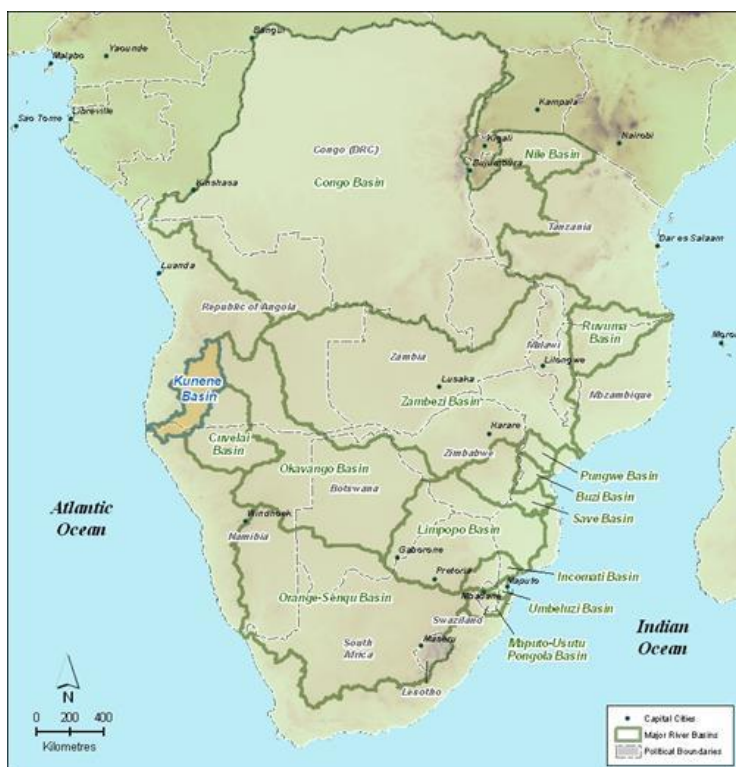 Bangui
Yaounde
Malabo
Libreville
Sao Tome
Kampala
Nairobi
Kigali
Nile Basin
Bujumbura
Congo (DRC)
Congo Basin
Kinshasa
Tanzania
Dar es Salaam
Luanda
Republic of Angola
Ruvuma
Basin
Malawi
Lilongwe
Zambia
Lusaka
Zambezi Basin
Mozambique
Kunene
Basin
Cuvelai
Basin
Harare
Zimbabwe
Okavango Basin
Botswana
Pungwe Basin
Buzi Basin
Save Basin
Atlantic
Ocean
Windhoek
Namibia
Limpopo Basin
Gaborone
Pretoria
Maputo
Incomati Basin
Mbabane
Umbeluzi Basin
Orange-Senqu Basin
Swaziland
Maputo-Usutu
Pongola Basin
Indian
Ocean
South
Africa
Maseru
Lesotho
N
0 200 400
Kilometres
Capital Cities
Major River Basins
Political Boundaries